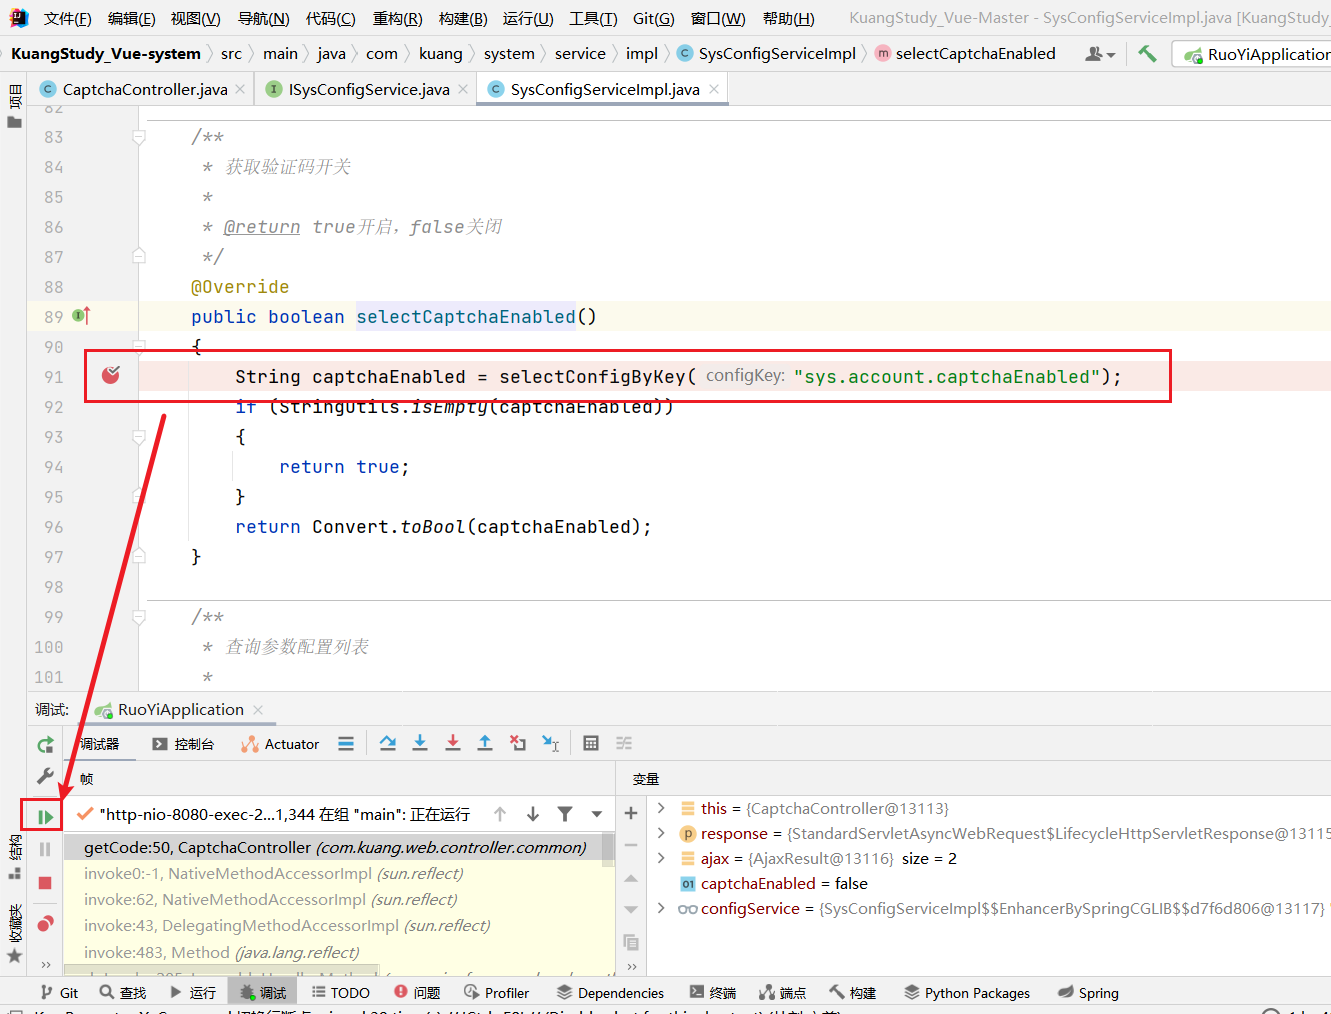 文件(F) 编辑(E) 视图(V) 导航(N) 代码(C) 重构(R) 构建(B) 运行(U) 工具(T) Git(G) 窗口(W) 帮助(H) KuangStudy_Vue-Master - SysConfigServiceImpl.java [KuangStudy_
KuangStudy_Vue-system src main java com kuang system service impl SysConfigServiceImpl selectCaptchaEnabled RuoYiApplication
项目
CaptchaController.java ISysConfigService.java SysConfigServiceImpl.java
82
83 /**
84 * 获取验证码开关
85 *
86 * @return true开启，false关闭
87 */
88 @Override
89 public boolean selectCaptchaEnabled()
90 {
91 String captchaEnabled = selectConfigByKey( configKey: "sys.account.captchaEnabled");
92 if (StringUtils.isEmpty(captchaEnabled))
93 {
94 return true;
95 }
96 return Convert.toBool(captchaEnabled);
97 }
98
99 /**
100 * 查询参数配置列表
101 *
调试: RuoYiApplication
调试器 控制台 Actuator
帧 变量
"http-nio-8080-exec-2...1,344 在组 "main": 正在运行
getCode:50, CaptchaController (com.kuang.web.controller.common)
invoke0:-1, NativeMethodAccessorImpl (sun.reflect)
invoke:62, NativeMethodAccessorImpl (sun.reflect)
invoke:43, DelegatingMethodAccessorImpl (sun.reflect)
invoke:483, Method (java.lang.reflect)
this = {CaptchaController@13113}
response = {StandardServletAsyncWebRequest$LifecycleHttpServletResponse@13115
ajax = {AjaxResult@13116} size = 2
captchaEnabled = false
configService = {SysConfigServiceImpl$$EnhancerBySpringCGLIB$$d7f6d806@13117} "
结构
收藏夹
Git 查找 运行 调试 TODO 问题 Profiler Dependencies 终端 端点 构建 Python Packages Spring